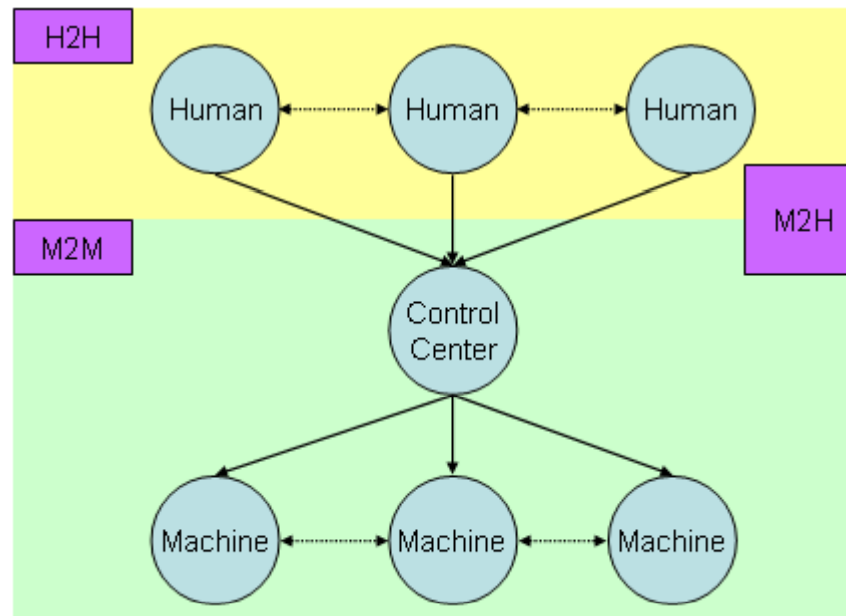 H2H
Human
Human
Human
M2H
M2M
Control
Center
Machine
Machine
Machine